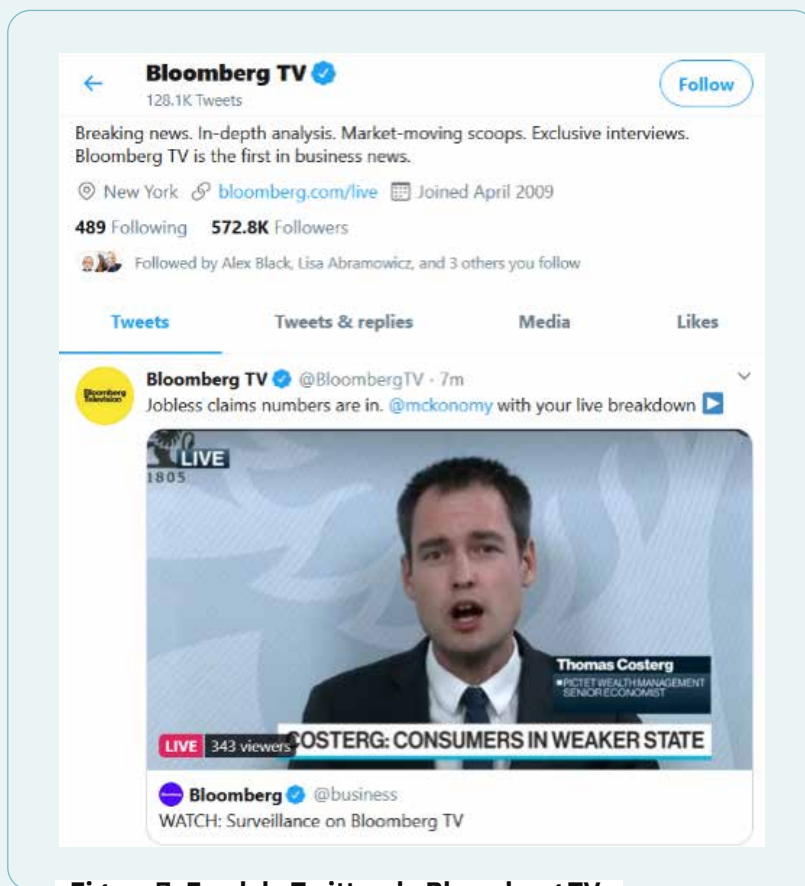 Bloomberg TV
Follow
128.1K Tweets
Breaking news. In-depth analysis. Market-moving scoops. Exclusive interviews.
Bloomberg TV is the first in business news.
New York bloomberg.com/live Joined April 2009
489 Following 572.8K Followers
Followed by Alex Black, Lisa Abramowicz, and 3 others you follow
Tweets Tweets & replies Media Likes
Bloomberg TV @BloombergTV · 7m
Bloomberg
Television
Jobless claims numbers are in. @mckonomy with your live breakdown
LIVE
1805
Thomas Costerg
PICTET WEALTH MANAGEMENT
SENIOR ECONOMIST
LIVE 343 viewers COSTERG: CONSUMERS IN WEAKER STATE
Bloomberg @business
WATCH: Surveillance on Bloomberg TV